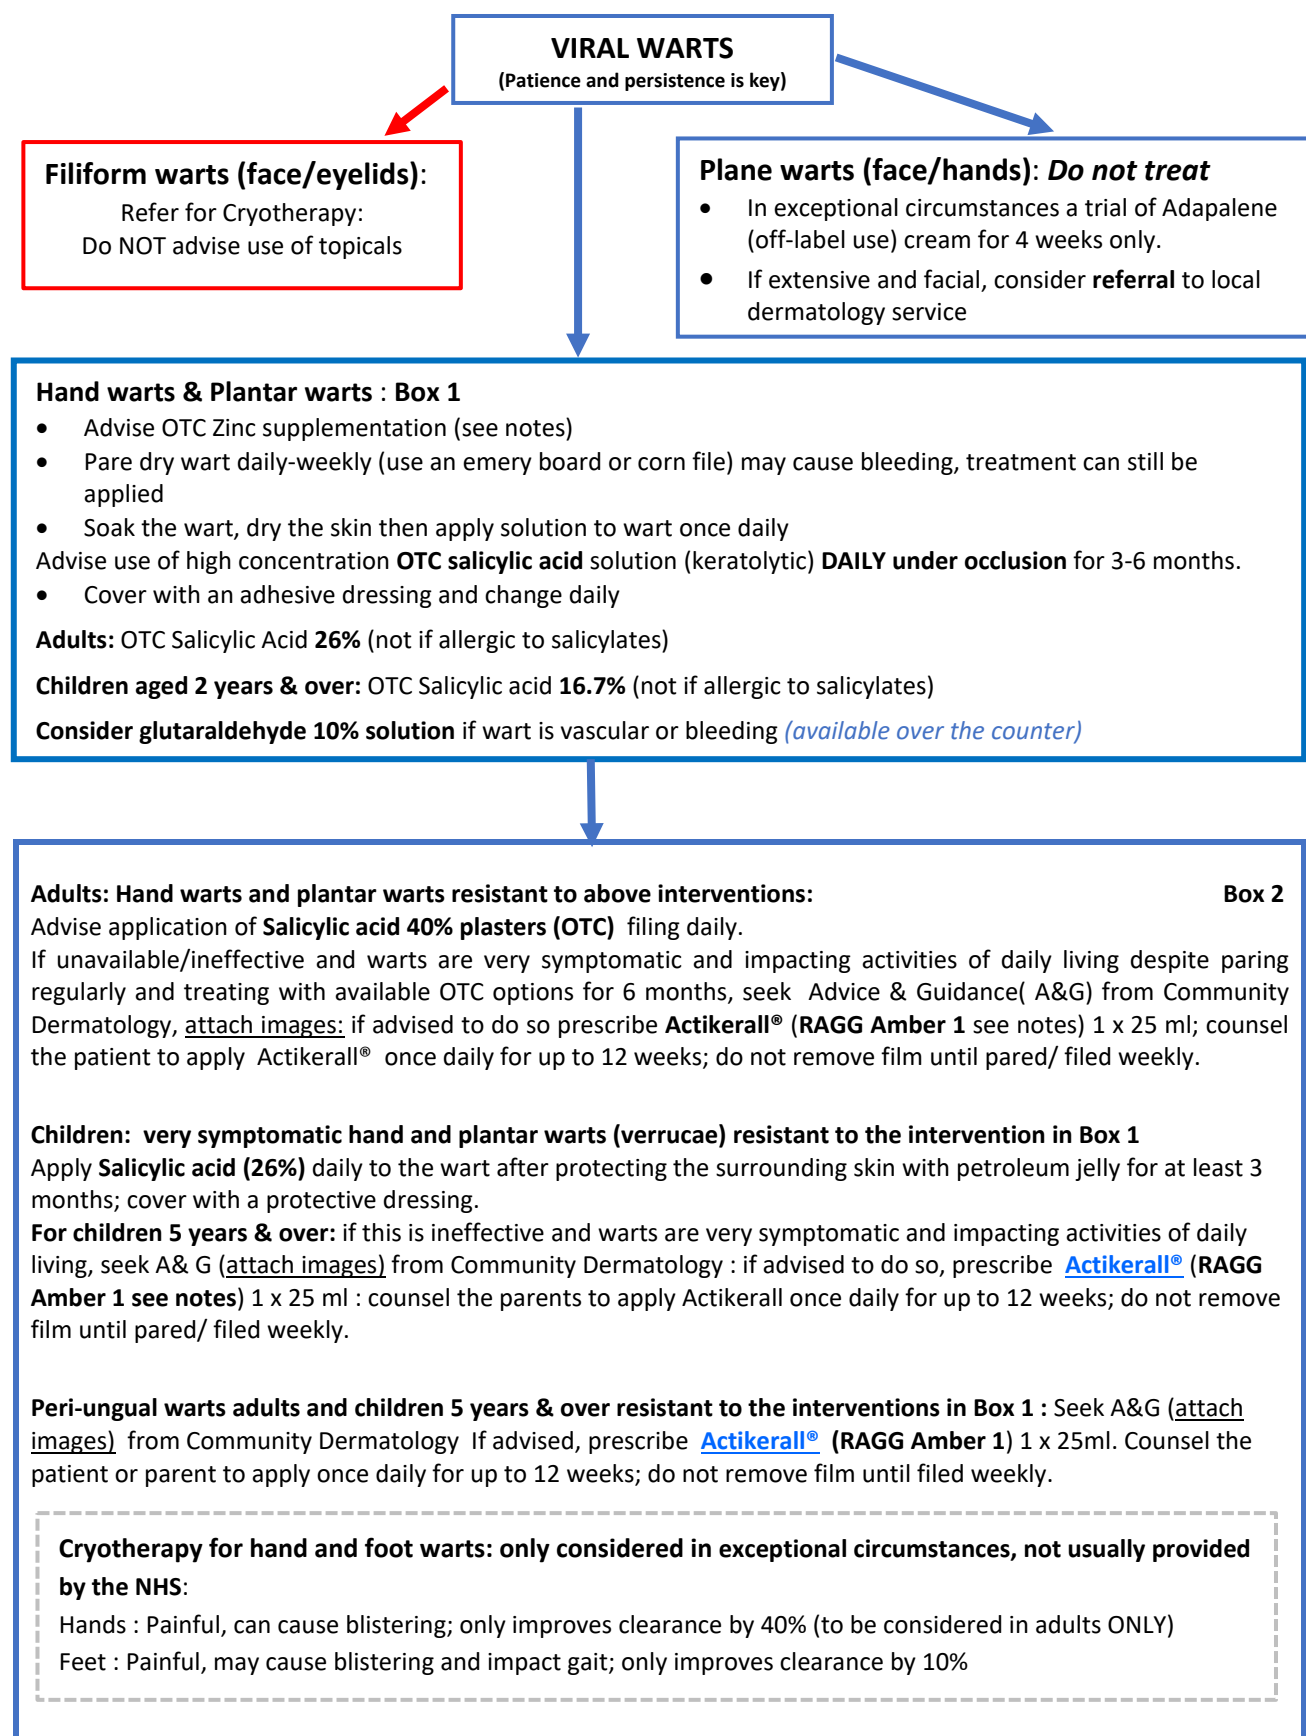 VIRAL WARTS
(Patience and persistence is key)
Filiform warts (face/eyelids):
Refer for Cryotherapy:
Do NOT advise use of topicals
Plane warts (face/hands): Do not treat
• In exceptional circumstances a trial of Adapalene
(off-label use) cream for 4 weeks only.
• If extensive and facial, consider referral to local
dermatology service
Hand warts & Plantar warts : Box 1
• Advise OTC Zinc supplementation (see notes)
• Pare dry wart daily-weekly (use an emery board or corn file) may cause bleeding, treatment can still be
applied
• Soak the wart, dry the skin then apply solution to wart once daily
Advise use of high concentration OTC salicylic acid solution (keratolytic) DAILY under occlusion for 3-6 months.
• Cover with an adhesive dressing and change daily
Adults: OTC Salicylic Acid 26% (not if allergic to salicylates)
Children aged 2 years & over: OTC Salicylic acid 16.7% (not if allergic to salicylates)
Consider glutaraldehyde 10% solution if wart is vascular or bleeding (available over the counter)
Adults: Hand warts and plantar warts resistant to above interventions: Box 2
Advise application of Salicylic acid 40% plasters (OTC) filing daily.
If unavailable/ineffective and warts are very symptomatic and impacting activities of daily living despite paring
regularly and treating with available OTC options for 6 months, seek Advice & Guidance( A&G) from Community
Dermatology, attach images: if advised to do so prescribe Actikerall® (RAGG Amber 1 see notes) 1 x 25 ml; counsel
the patient to apply Actikerall® once daily for up to 12 weeks; do not remove film until pared/ filed weekly.
Children: very symptomatic hand and plantar warts (verrucae) resistant to the intervention in Box 1
Apply Salicylic acid (26%) daily to the wart after protecting the surrounding skin with petroleum jelly for at least 3
months; cover with a protective dressing.
For children 5 years & over: if this is ineffective and warts are very symptomatic and impacting activities of daily
living, seek A& G (attach images) from Community Dermatology : if advised to do so, prescribe Actikerall® (RAGG
Amber 1 see notes) 1 x 25 ml : counsel the parents to apply Actikerall once daily for up to 12 weeks; do not remove
film until pared/ filed weekly.
Peri-ungual warts adults and children 5 years & over resistant to the interventions in Box 1 : Seek A&G (attach
images) from Community Dermatology If advised, prescribe Actikerall® (RAGG Amber 1) 1 x 25ml. Counsel the
patient or parent to apply once daily for up to 12 weeks; do not remove film until filed weekly.
Cryotherapy for hand and foot warts: only considered in exceptional circumstances, not usually provided
by the NHS:
Hands : Painful, can cause blistering; only improves clearance by 40% (to be considered in adults ONLY)
Feet : Painful, may cause blistering and impact gait; only improves clearance by 10%